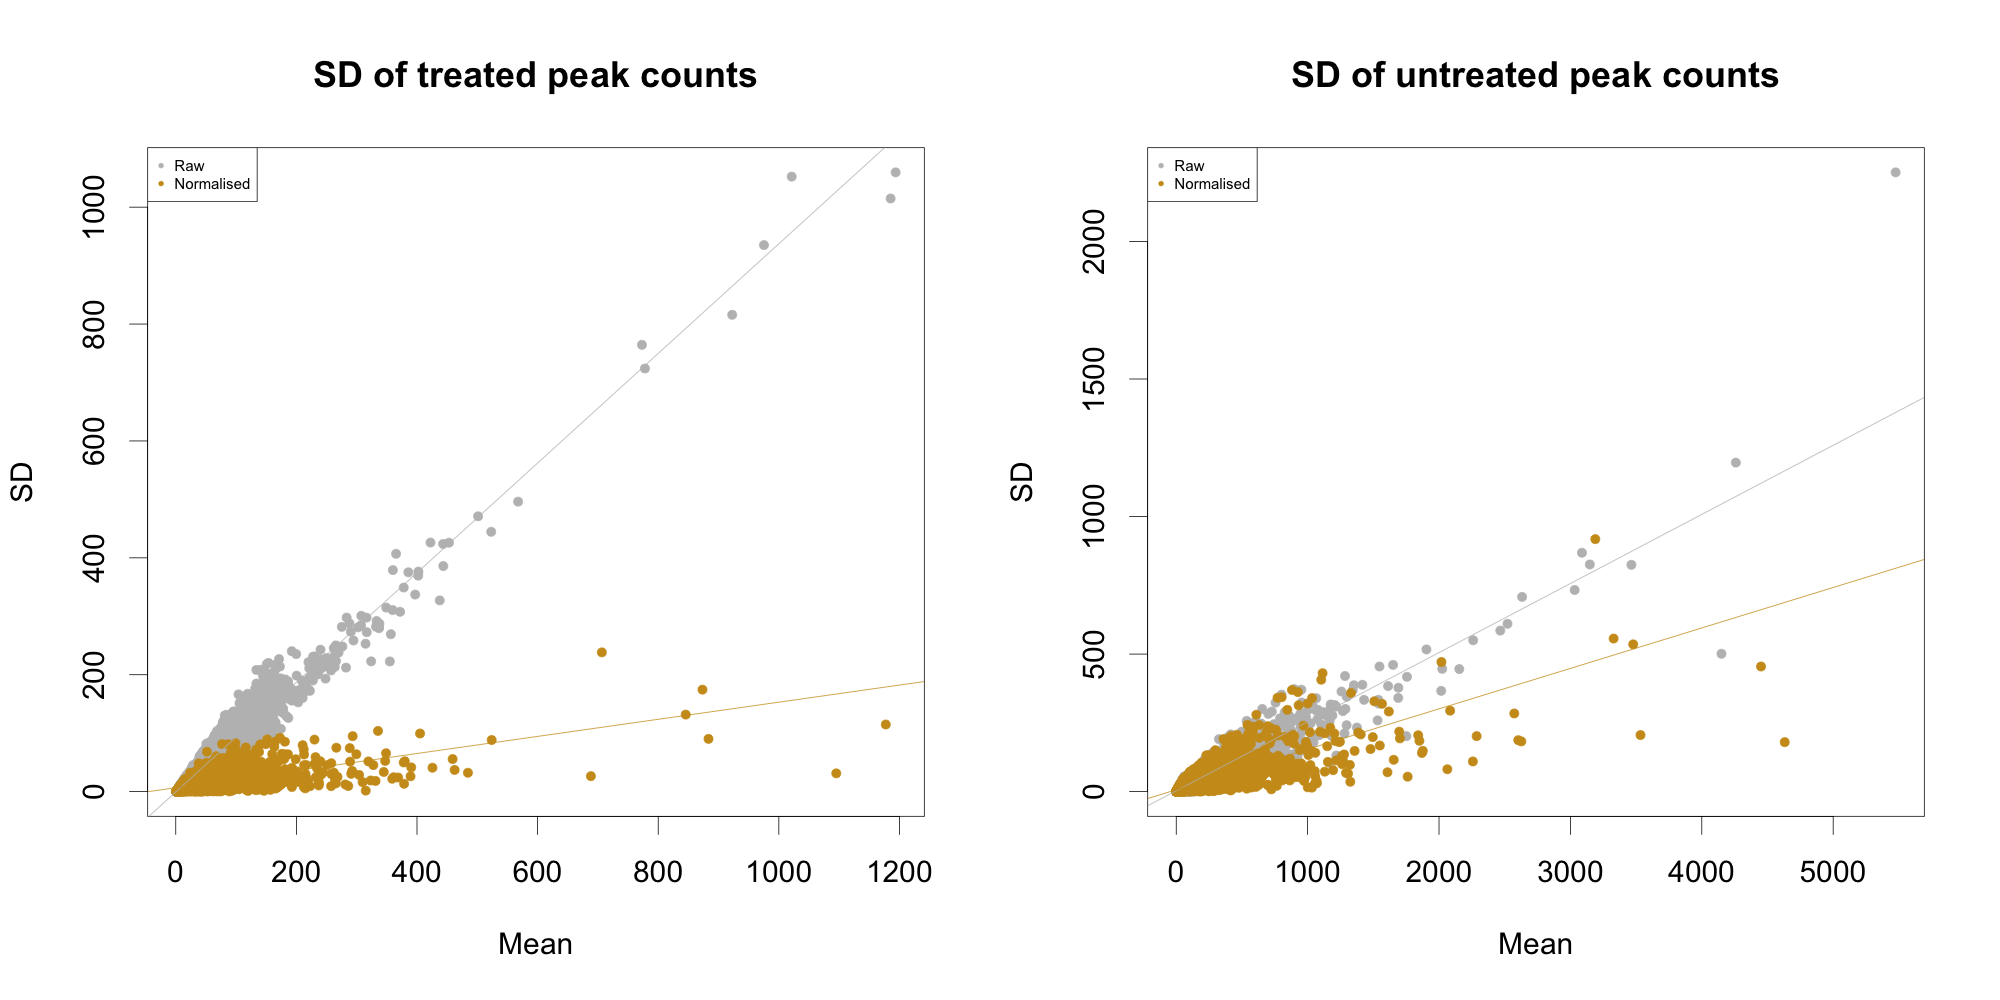 SD of treated peak counts
Raw
Normalised
1000
800
600
400
200
0
SD
0 200 400 600 800 1000 1200
Mean
SD of untreated peak counts
Raw
Normalised
2000
1500
1000
500
0
SD
0 1000 2000 3000 4000 5000
Mean